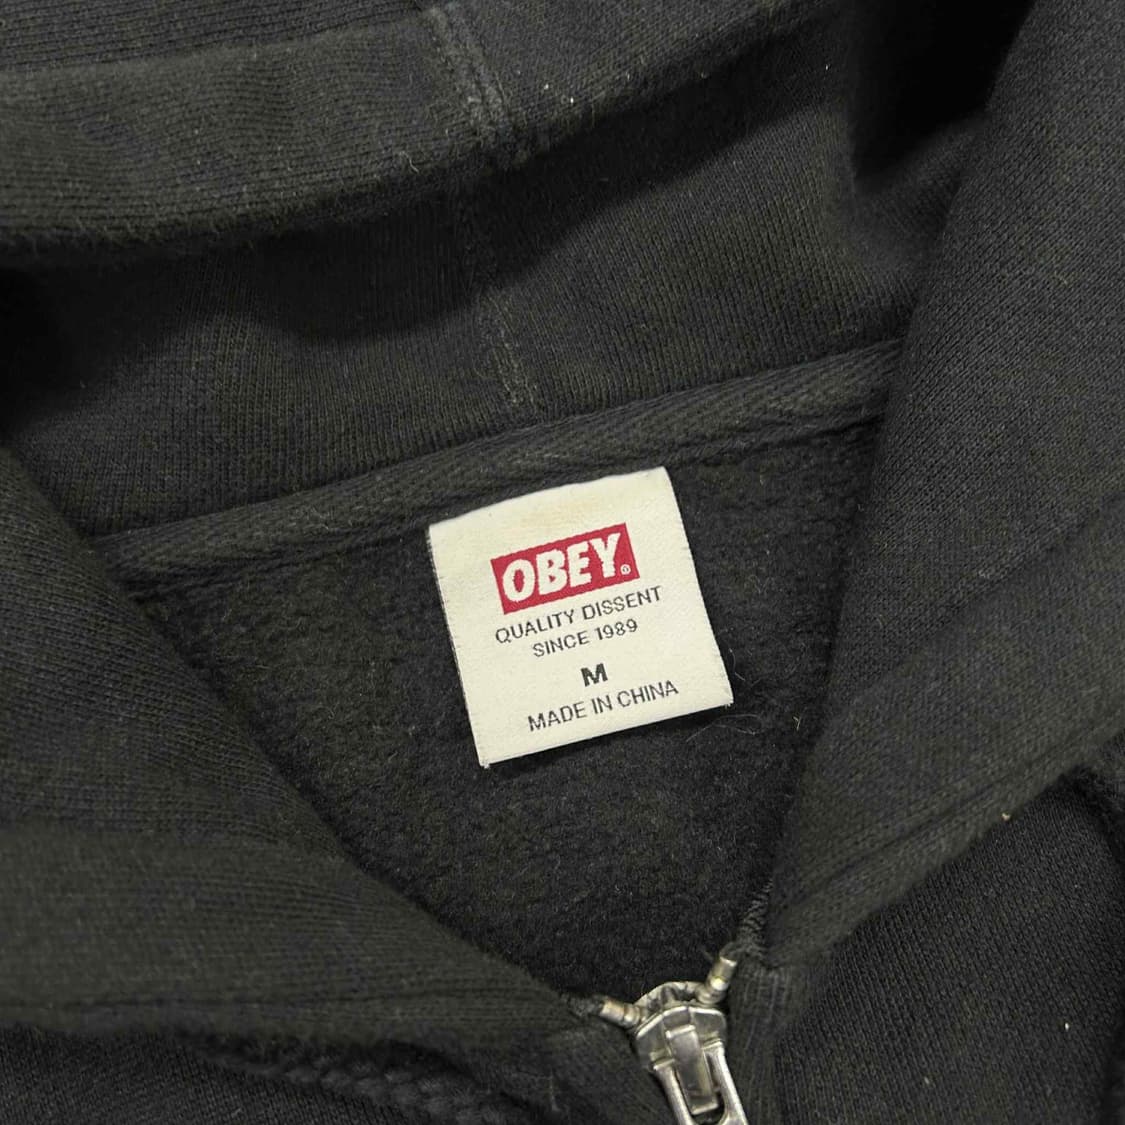 OBEY®
QUALITY DISSENT
SINCE 1989
M
MADE IN CHINA